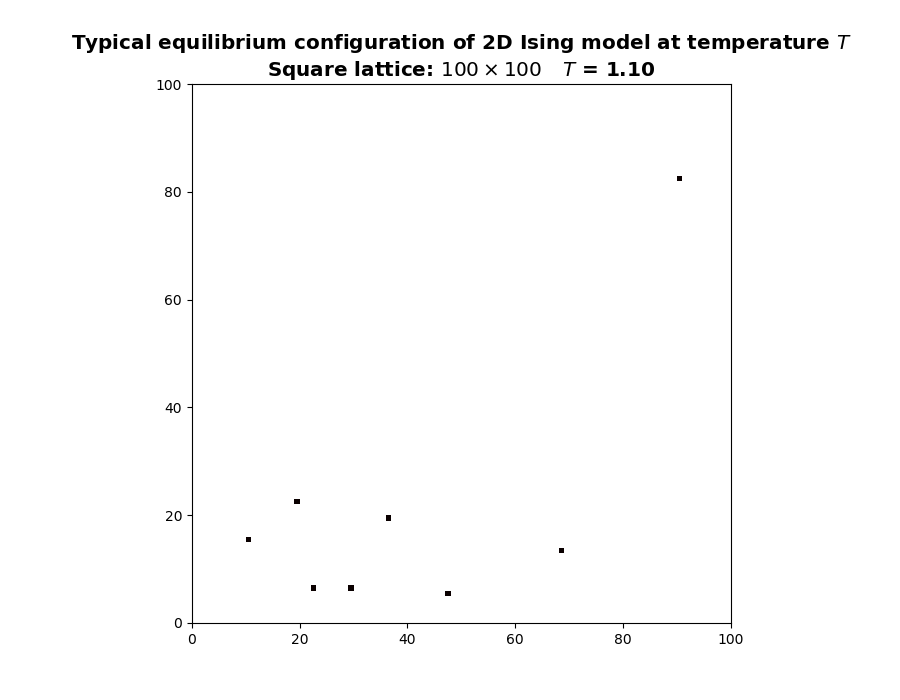 Typical equilibrium configuration of 2D Ising model at temperature T
Square lattice: 100 × 100 T = 1.10
100
80
60
40
20
0
0 20 40 60 80 100